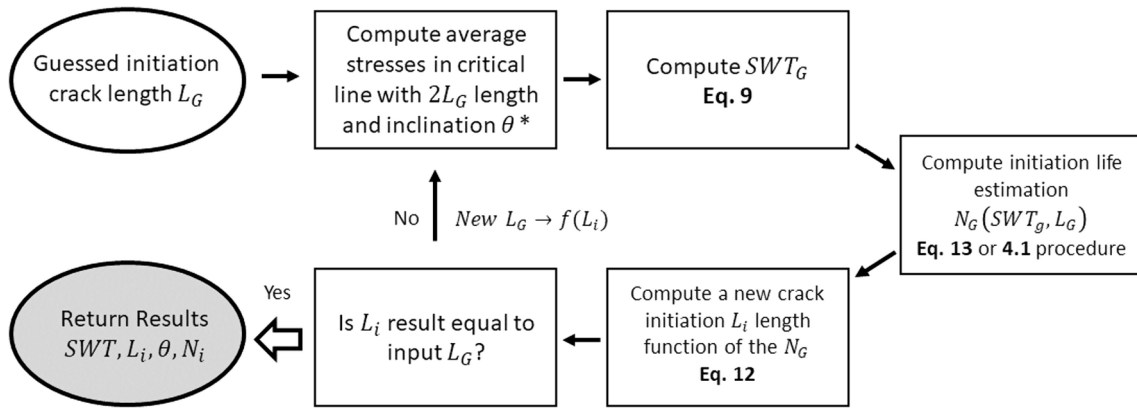 Guessed initiation
crack length L_G
Compute average
stresses in critical
line with 2L_G length
and inclination θ *
Compute SWT_G
Eq. 9
Compute initiation life
estimation
N_G(SWT_g, L_G)
Eq. 13 or 4.1 procedure
Compute a new crack
initiation L_i length
function of the N_G
Eq. 12
Is L_i result equal to
input L_G?
No
New L_G → f(L_i)
Yes
Return Results
SWT, L_i, θ, N_i